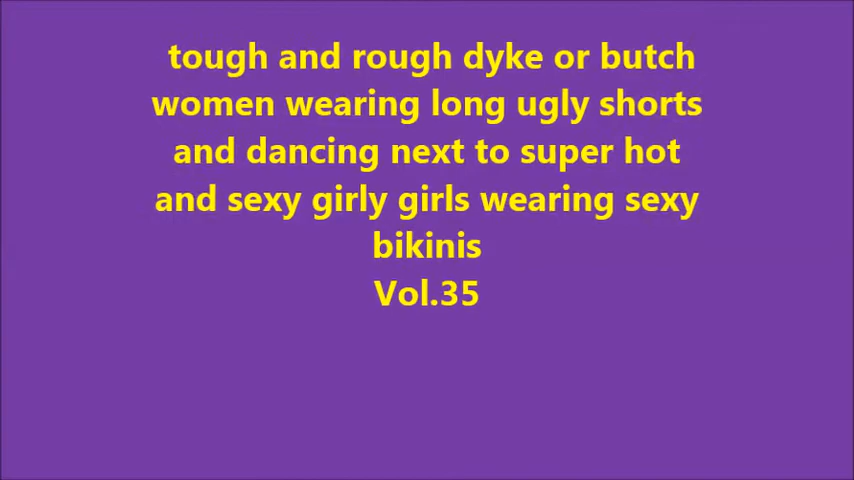 tough and rough dyke or butch
women wearing long ugly shorts
and dancing next to super hot
and sexy girly girls wearing sexy
bikinis
Vol.35